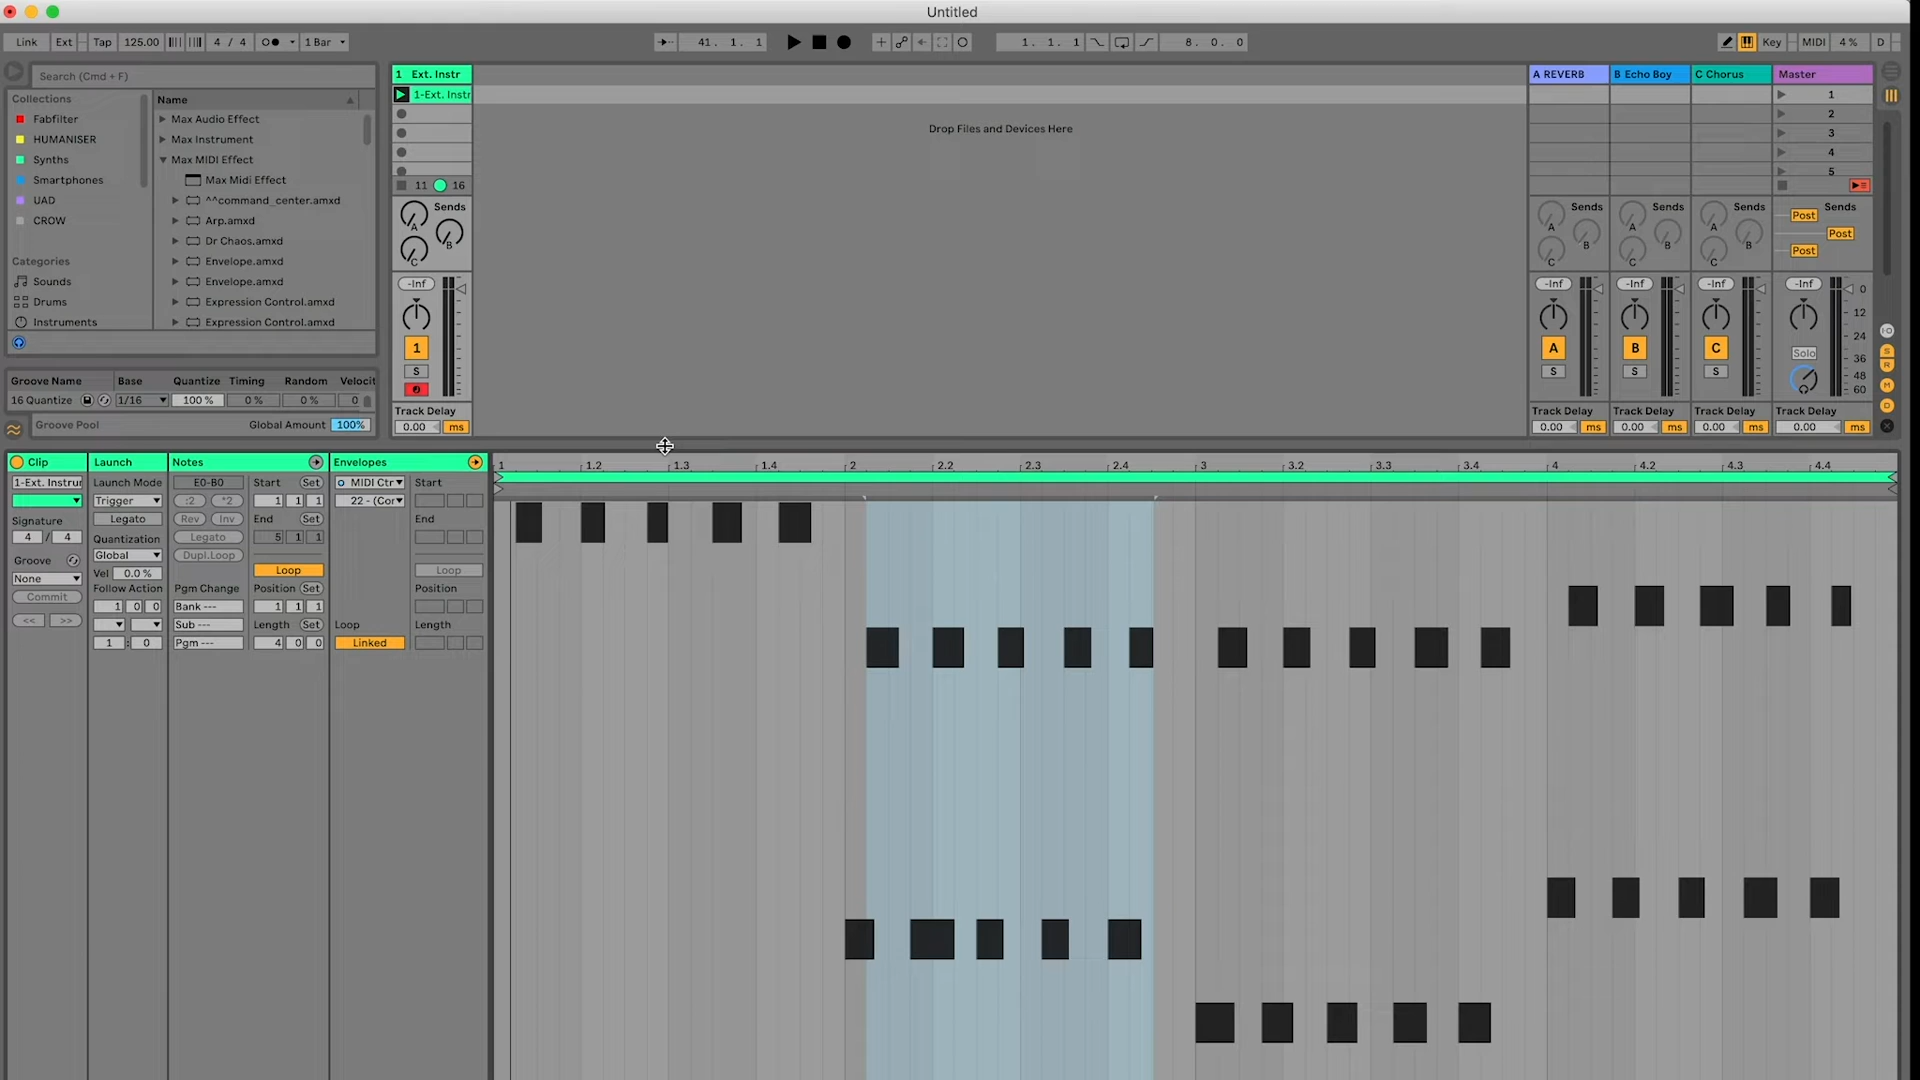 Untitled
Link Ext Tap 125.00 4 / 4 1 Bar 41. 1. 1 1. 1. 1 8. 0. 0 Key MIDI 4 % D
Search (Cmd + F)
Collections
Fabfilter
HUMANISER
Synths
Smartphones
UAD
CROW
Categories
Sounds
Drums
Instruments
Name
Max Audio Effect
Max Instrument
Max MIDI Effect
Max Midi Effect
^^command_center.amxd
Arp.amxd
Dr Chaos.amxd
Envelope.amxd
Envelope.amxd
Expression Control.amxd
Expression Control.amxd
Groove Name Base Quantize Timing Random Velocit
16 Quantize 1/16 100 % 0 % 0 % 0
Groove Pool Global Amount 100%
1 Ext. Instr
1-Ext. Instr
11 16
Sends
A
B
C
-Inf
1
S
Track Delay
0.00 ms
Drop Files and Devices Here
A REVERB B Echo Boy C Chorus Master
1
2
3
4
5
Sends Sends Sends Sends
A A A Post
B B B Post
C C C Post
-Inf -Inf -Inf -Inf 0
12
24
A B C Solo 36
S S S 48
60
Track Delay Track Delay Track Delay Track Delay
0.00 ms 0.00 ms 0.00 ms 0.00 ms
S
R
M
D
Clip
1-Ext. Instrur
Signature
4 / 4
Groove
None
Commit
<< >>
Launch
Launch Mode
Trigger
Legato
Quantization
Global
Vel 0.0 %
Follow Action
1 0 0
1 : 0
Notes
E0-B0
:2 *2
Rev Inv
Legato
Dupl.Loop
Pgm Change
Bank ---
Sub ---
Pgm ---
Start Set
1 1 1
End Set
5 1 1
Loop
Position Set
1 1 1
Length Set
4 0 0
Envelopes
MIDI Ctr
22 - (Cor
Loop
Linked
Start
End
Loop
Position
Length
1 1.2 1.3 1.4 2 2.2 2.3 2.4 3 3.2 3.3 3.4 4 4.2 4.3 4.4